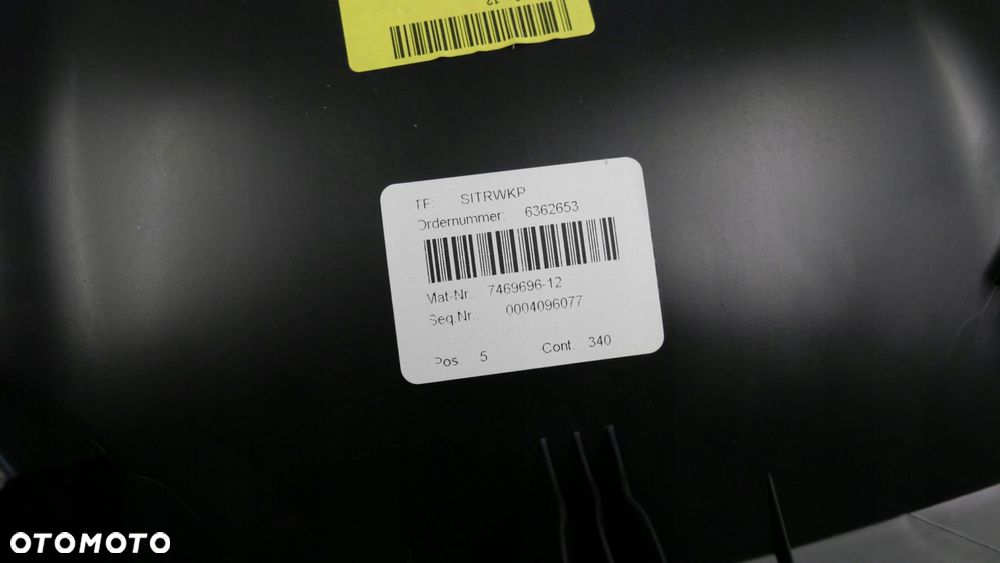 TF: SITRWKP
Ordernummer: 6362653
Mat-Nr.: 7469696-12
Seq.Nr.: 0004096077
Pos. 5 Cont. 340
OTOMOTO